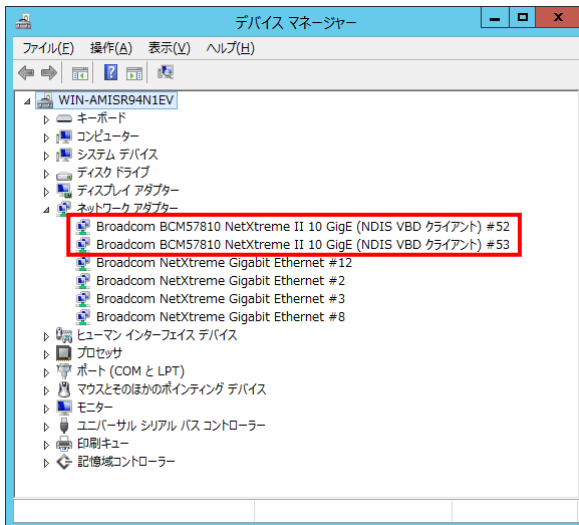 デバイス マネージャー
ファイル(F) 操作(A) 表示(V) ヘルプ(H)
WIN-AMISR94N1EV
キーボード
コンピューター
システム デバイス
ディスク ドライブ
ディスプレイ アダプター
ネットワーク アダプター
Broadcom BCM57810 NetXtreme II 10 GigE (NDIS VBD クライアント) #52
Broadcom BCM57810 NetXtreme II 10 GigE (NDIS VBD クライアント) #53
Broadcom NetXtreme Gigabit Ethernet #12
Broadcom NetXtreme Gigabit Ethernet #2
Broadcom NetXtreme Gigabit Ethernet #3
Broadcom NetXtreme Gigabit Ethernet #8
ヒューマン インターフェイス デバイス
プロセッサ
ポート (COM と LPT)
マウスとそのほかのポインティング デバイス
モニター
ユニバーサル シリアル バス コントローラー
印刷キュー
記憶域コントローラー